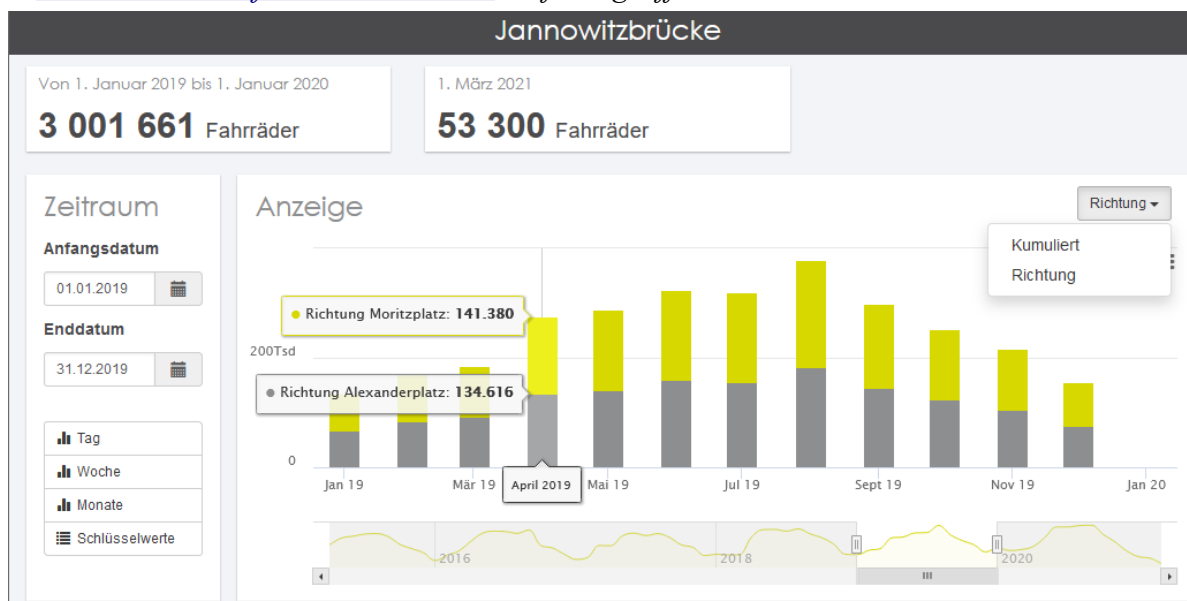 Jannowitzbrücke
Von 1. Januar 2019 bis 1. Januar 2020
3 001 661 Fahrräder
1. März 2021
53 300 Fahrräder
Zeitraum
Anfangsdatum
01.01.2019
Enddatum
31.12.2019
Tag
Woche
Monate
Schlüsselwerte
Anzeige
Richtung
Kumuliert
Richtung
Richtung Moritzplatz: 141.380
200Tsd
Richtung Alexanderplatz: 134.616
0
Jan 19
Mär 19
April 2019
Mai 19
Jul 19
Sept 19
Nov 19
Jan 20
2016
2018
2020